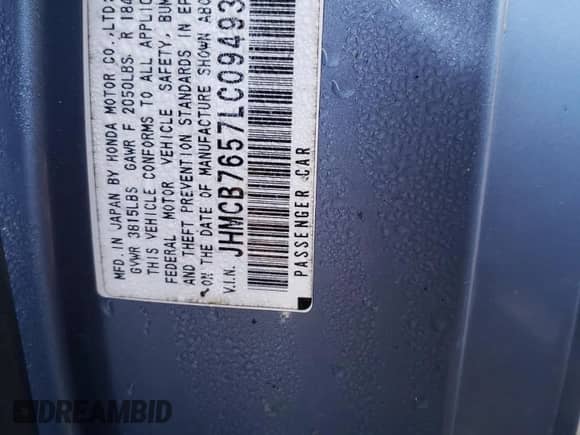 MFD. IN JAPAN BY HONDA MOTOR CO., LTD.
GVWR 3815LBS GAWR F 2050LBS. R 184
THIS VEHICLE CONFORMS TO ALL APPLIC
FEDERAL MOTOR VEHICLE SAFETY, BUM
AND THEFT PREVENTION STANDARDS IN EF
ON THE DATE OF MANUFACTURE SHOWN ABO
V.I.N. JHMCB7657LC09493
PASSENGER CAR
DREAMBID